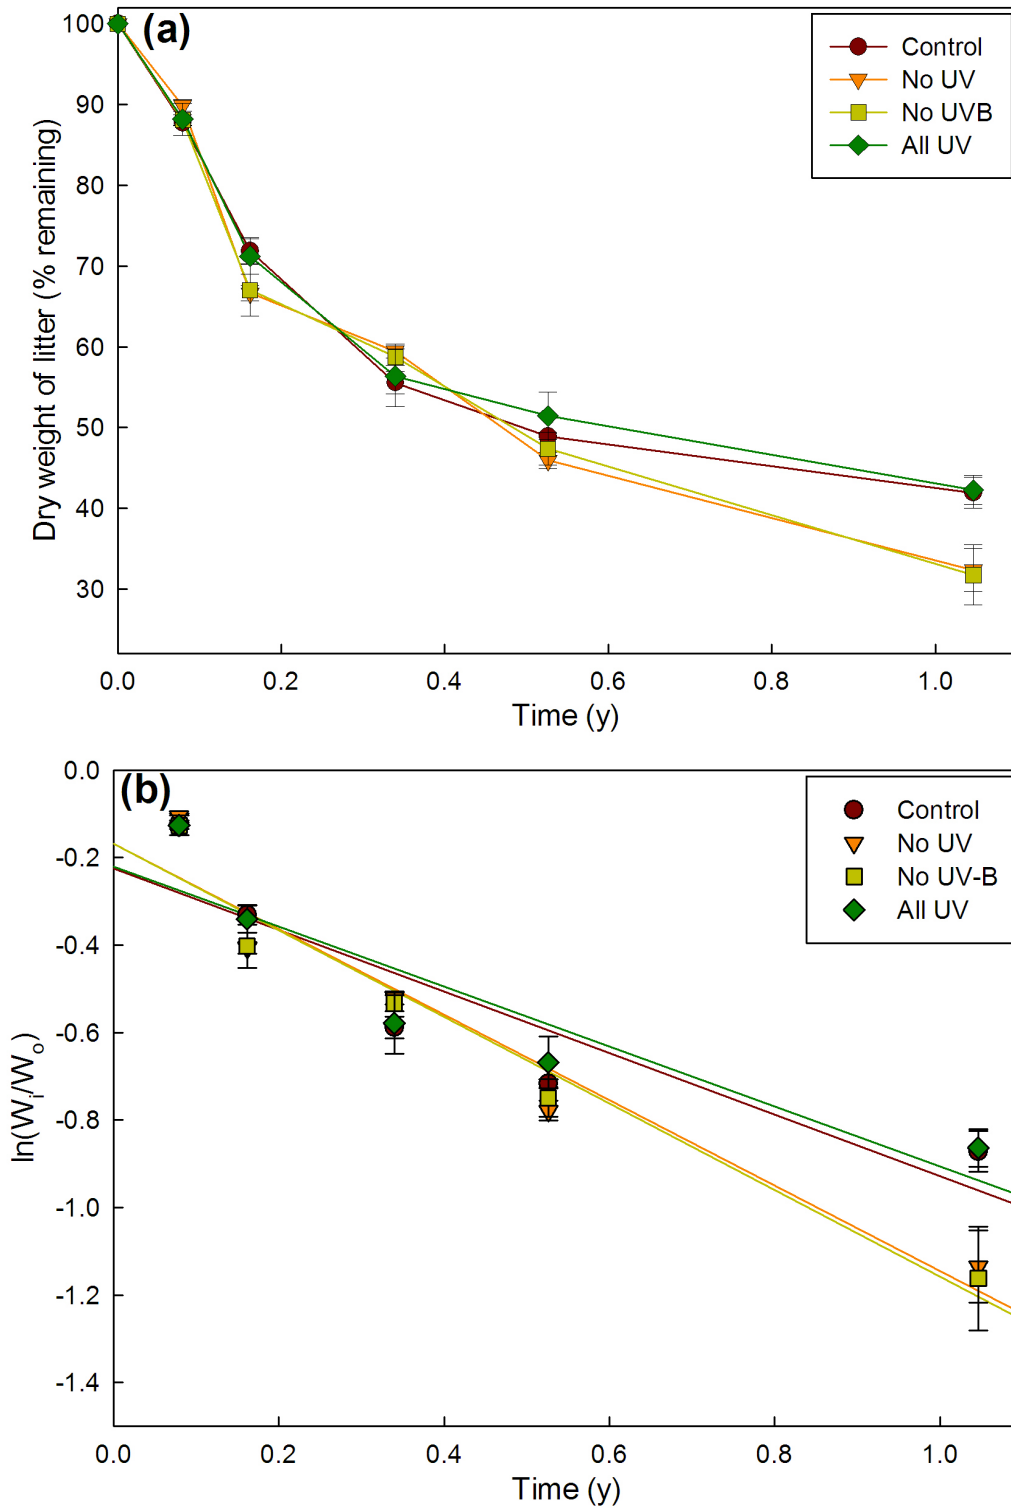 (a)
Control
No UV
No UVB
All UV
100
90
80
70
60
50
40
30
Dry weight of litter (% remaining)
0.0 0.2 0.4 0.6 0.8 1.0
Time (y)
(b)
Control
No UV
No UV-B
All UV
0.0
-0.2
-0.4
-0.6
-0.8
-1.0
-1.2
-1.4
ln(Wi/Wo)
0.0 0.2 0.4 0.6 0.8 1.0
Time (y)